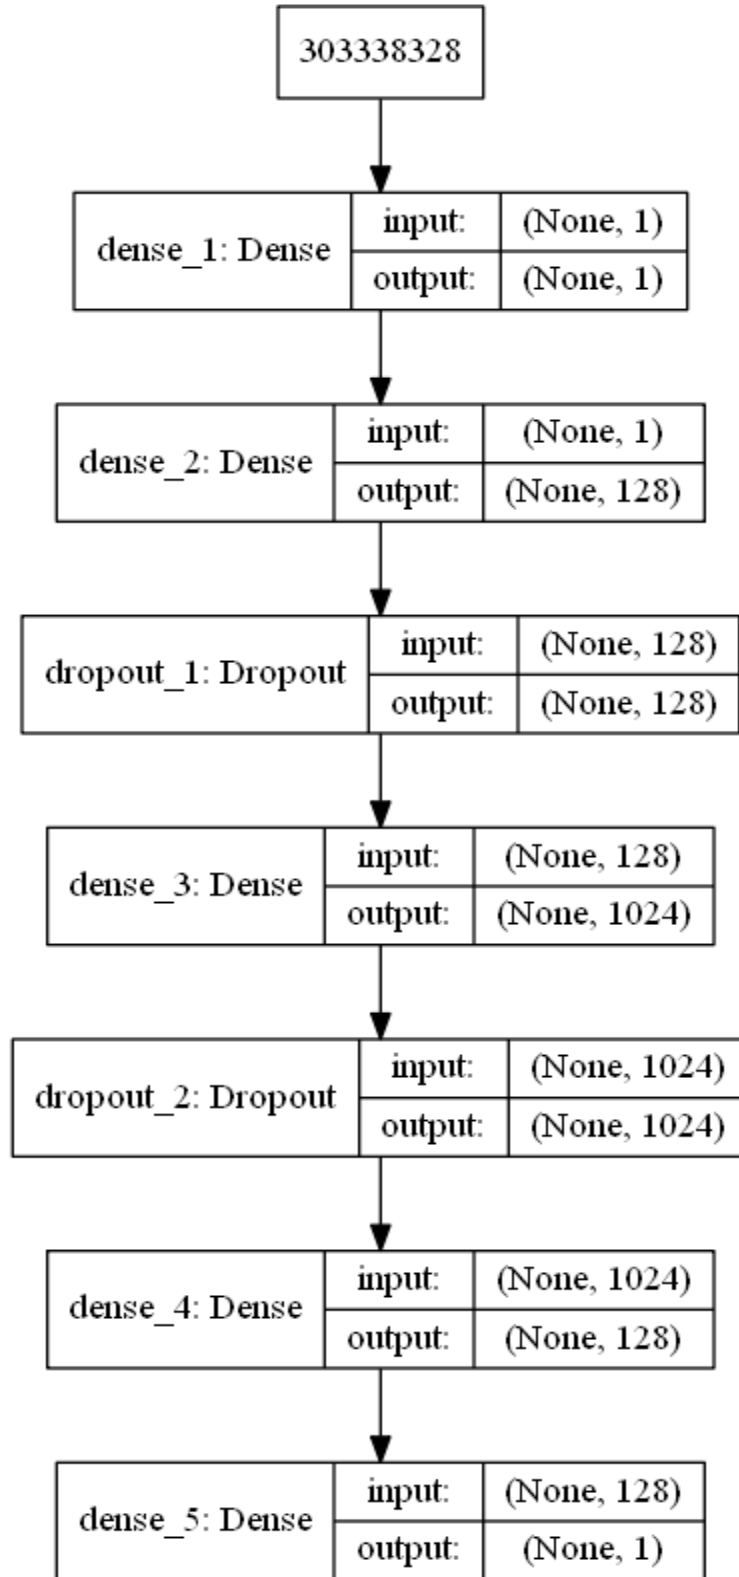 303338328
dense_1: Dense
input:
(None, 1)
output:
(None, 1)
dense_2: Dense
input:
(None, 1)
output:
(None, 128)
dropout_1: Dropout
input:
(None, 128)
output:
(None, 128)
dense_3: Dense
input:
(None, 128)
output:
(None, 1024)
dropout_2: Dropout
input:
(None, 1024)
output:
(None, 1024)
dense_4: Dense
input:
(None, 1024)
output:
(None, 128)
dense_5: Dense
input:
(None, 128)
output:
(None, 1)